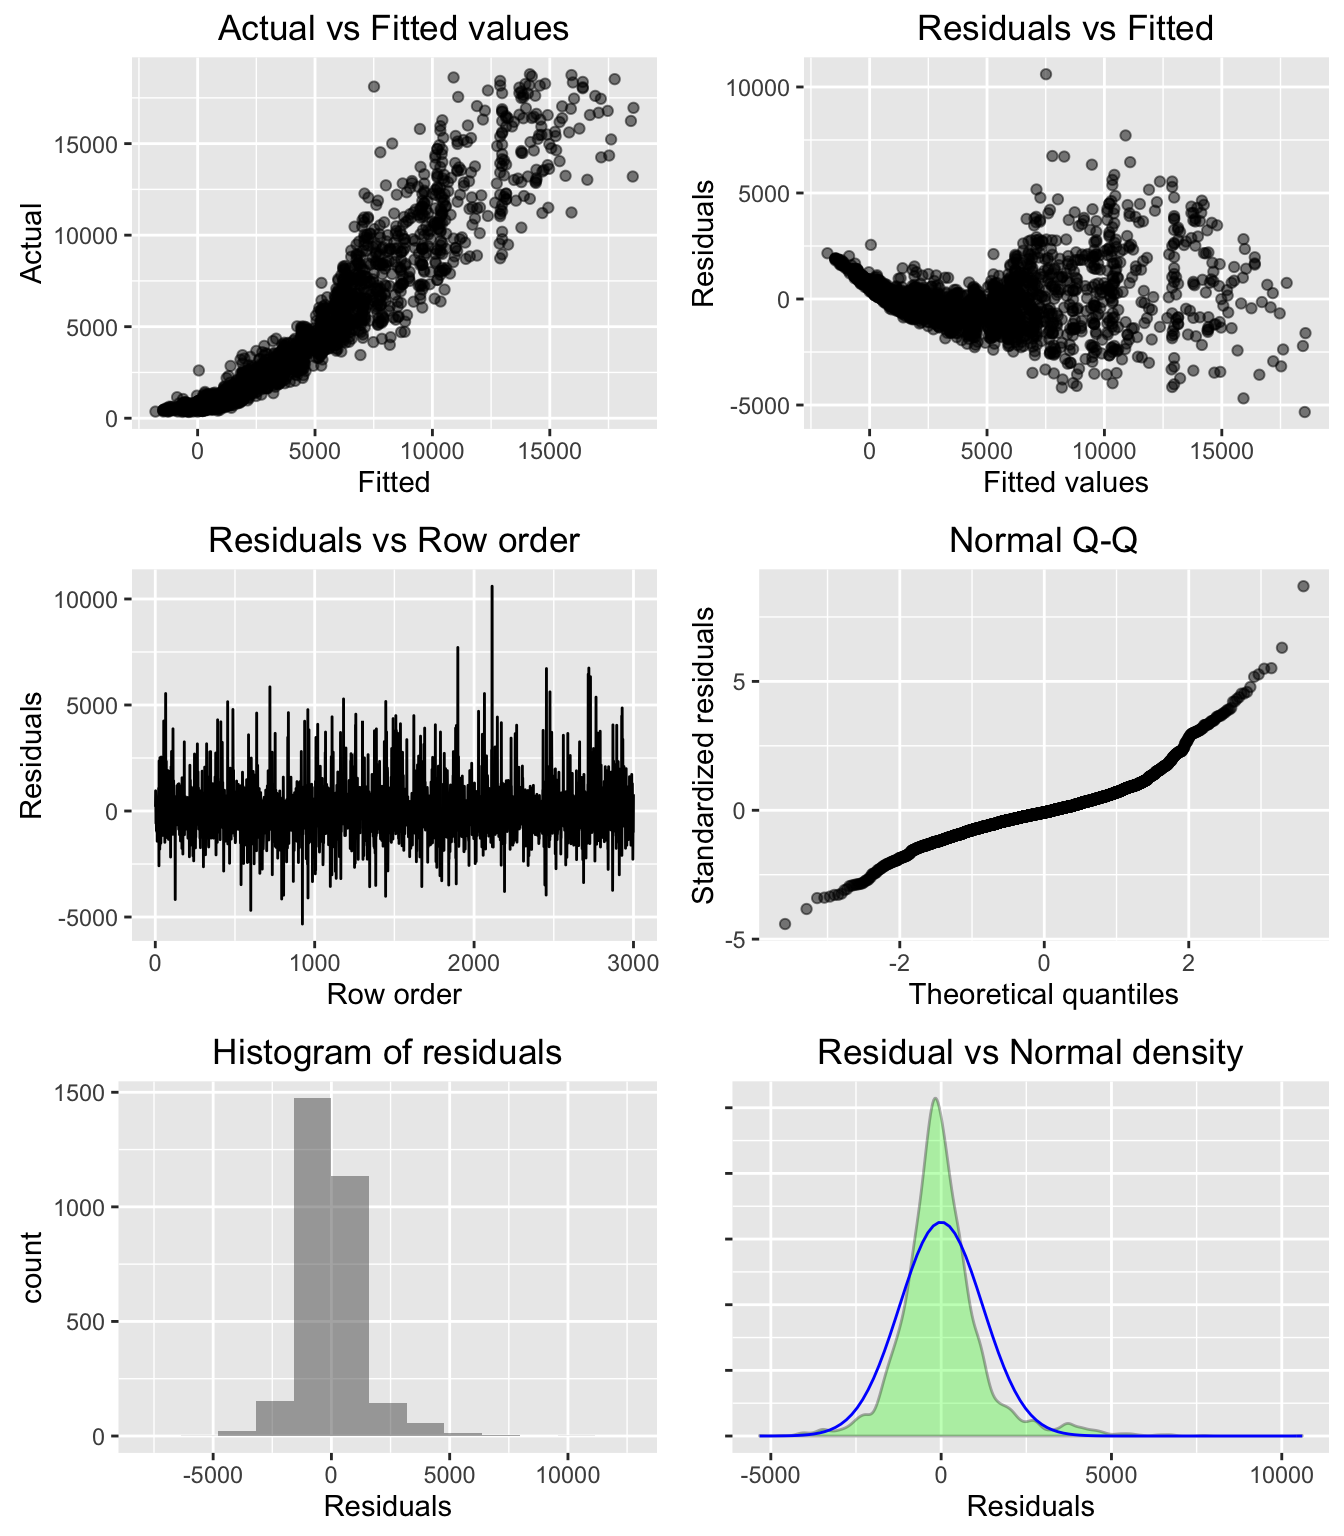 Actual vs Fitted values
Actual
15000
10000
5000
0
0 5000 10000 15000
Fitted
Residuals vs Fitted
Residuals
10000
5000
0
-5000
0 5000 10000 15000
Fitted values
Residuals vs Row order
Residuals
10000
5000
0
-5000
0 1000 2000 3000
Row order
Normal Q-Q
Standardized residuals
5
0
-5
-2 0 2
Theoretical quantiles
Histogram of residuals
count
1500
1000
500
0
-5000 0 5000 10000
Residuals
Residual vs Normal density
-5000 0 5000 10000
Residuals